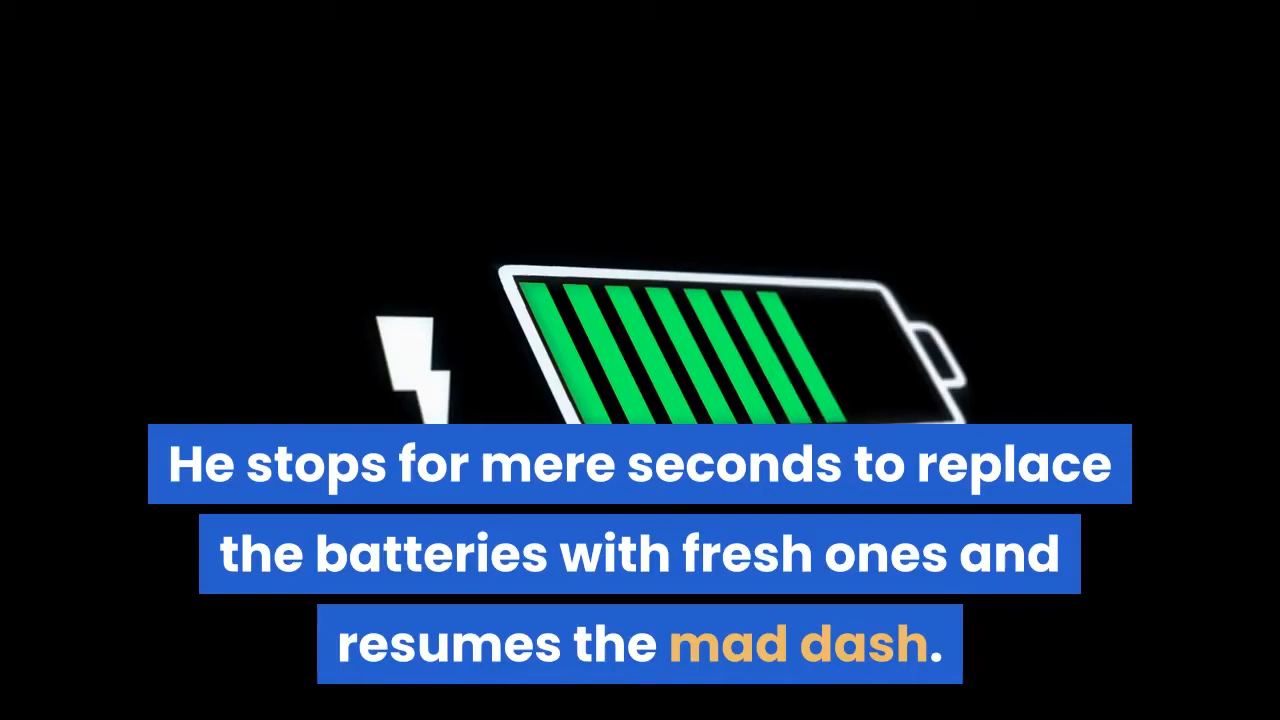 He stops for mere seconds to replace
the batteries with fresh ones and
resumes the mad dash.